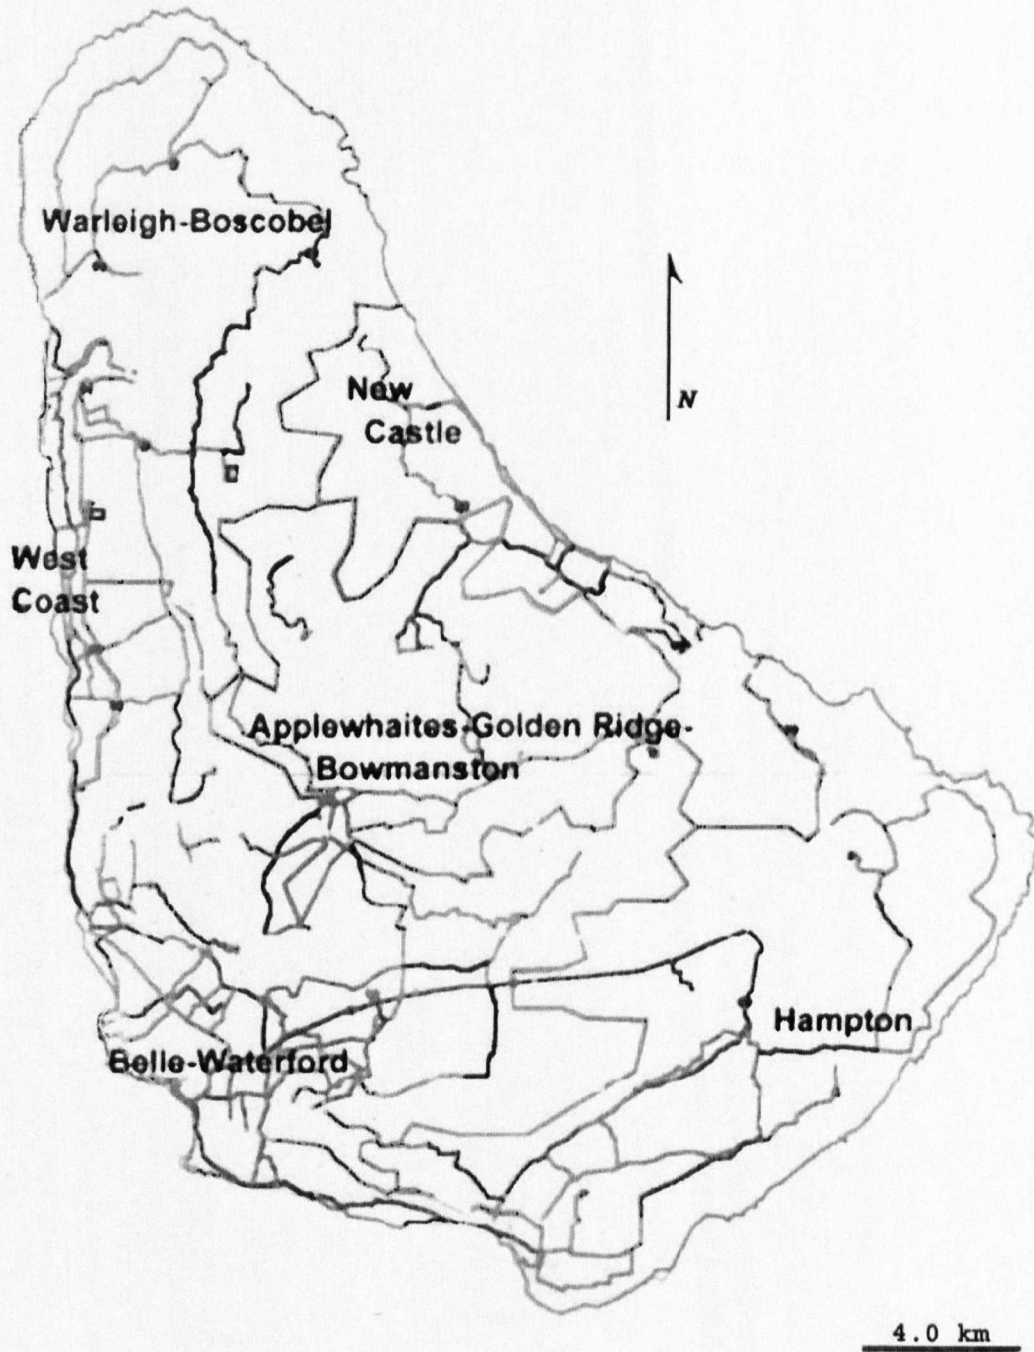 Warleigh-Boscobel
New
Castle
N
West
Coast
Applewhaites-Golden Ridge-
Bowmanston
Hampton
Belle-Waterford
4.0 km